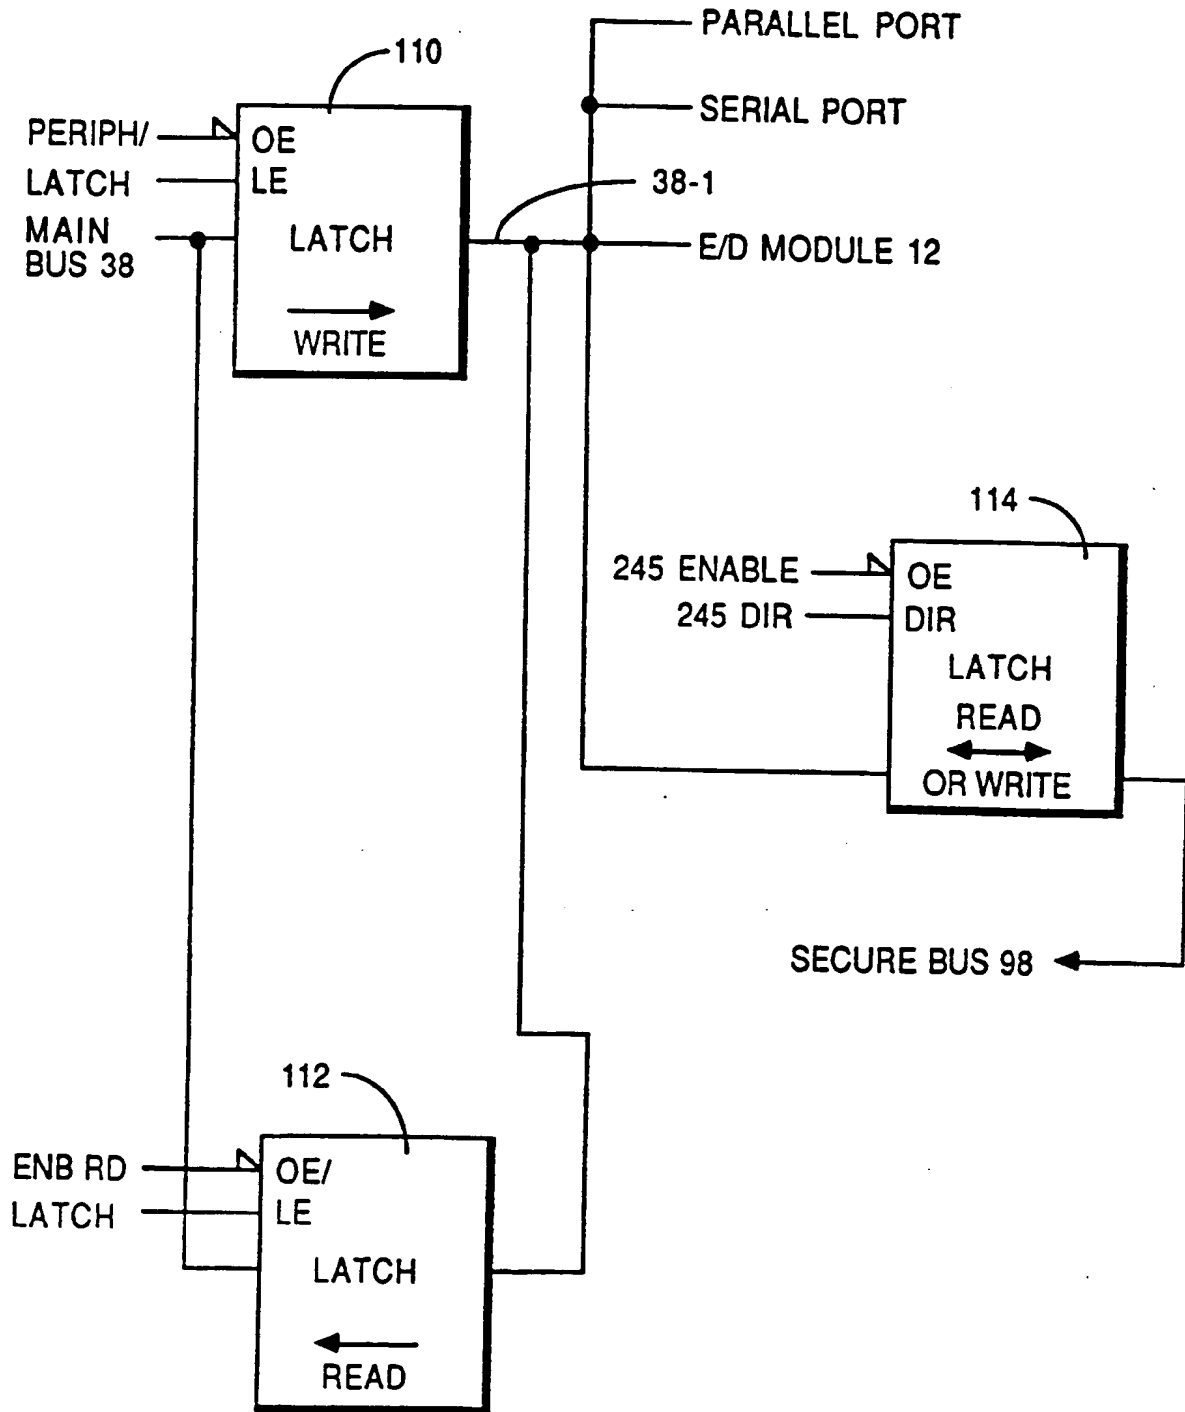 110
PARALLEL PORT
SERIAL PORT
PERIPH/
OE
LATCH
LE
MAIN
BUS 38
LATCH
WRITE
38-1
E/D MODULE 12
114
245 ENABLE
OE
245 DIR
DIR
LATCH
READ
OR WRITE
SECURE BUS 98
112
ENB RD
OE/
LATCH
LE
LATCH
READ